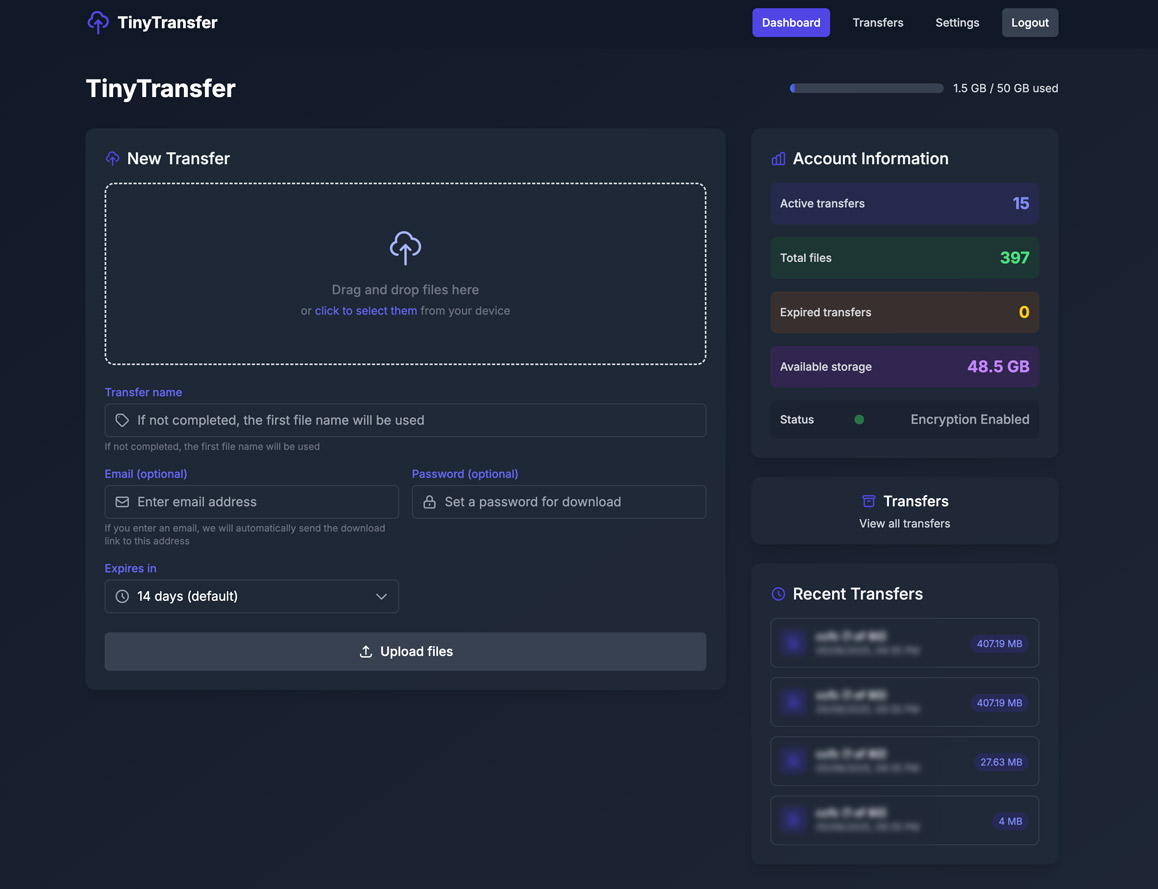 TinyTransfer
Dashboard
Transfers
Settings
Logout
TinyTransfer
1.5 GB / 50 GB used
New Transfer
Drag and drop files here
or click to select them from your device
Transfer name
If not completed, the first file name will be used
If not completed, the first file name will be used
Email (optional)
Enter email address
If you enter an email, we will automatically send the download
link to this address
Password (optional)
Set a password for download
Expires in
14 days (default)
Upload files
Account Information
Active transfers 15
Total files 397
Expired transfers 0
Available storage 48.5 GB
Status Encryption Enabled
Transfers
View all transfers
Recent Transfers
407.19 MB
407.19 MB
27.63 MB
4 MB